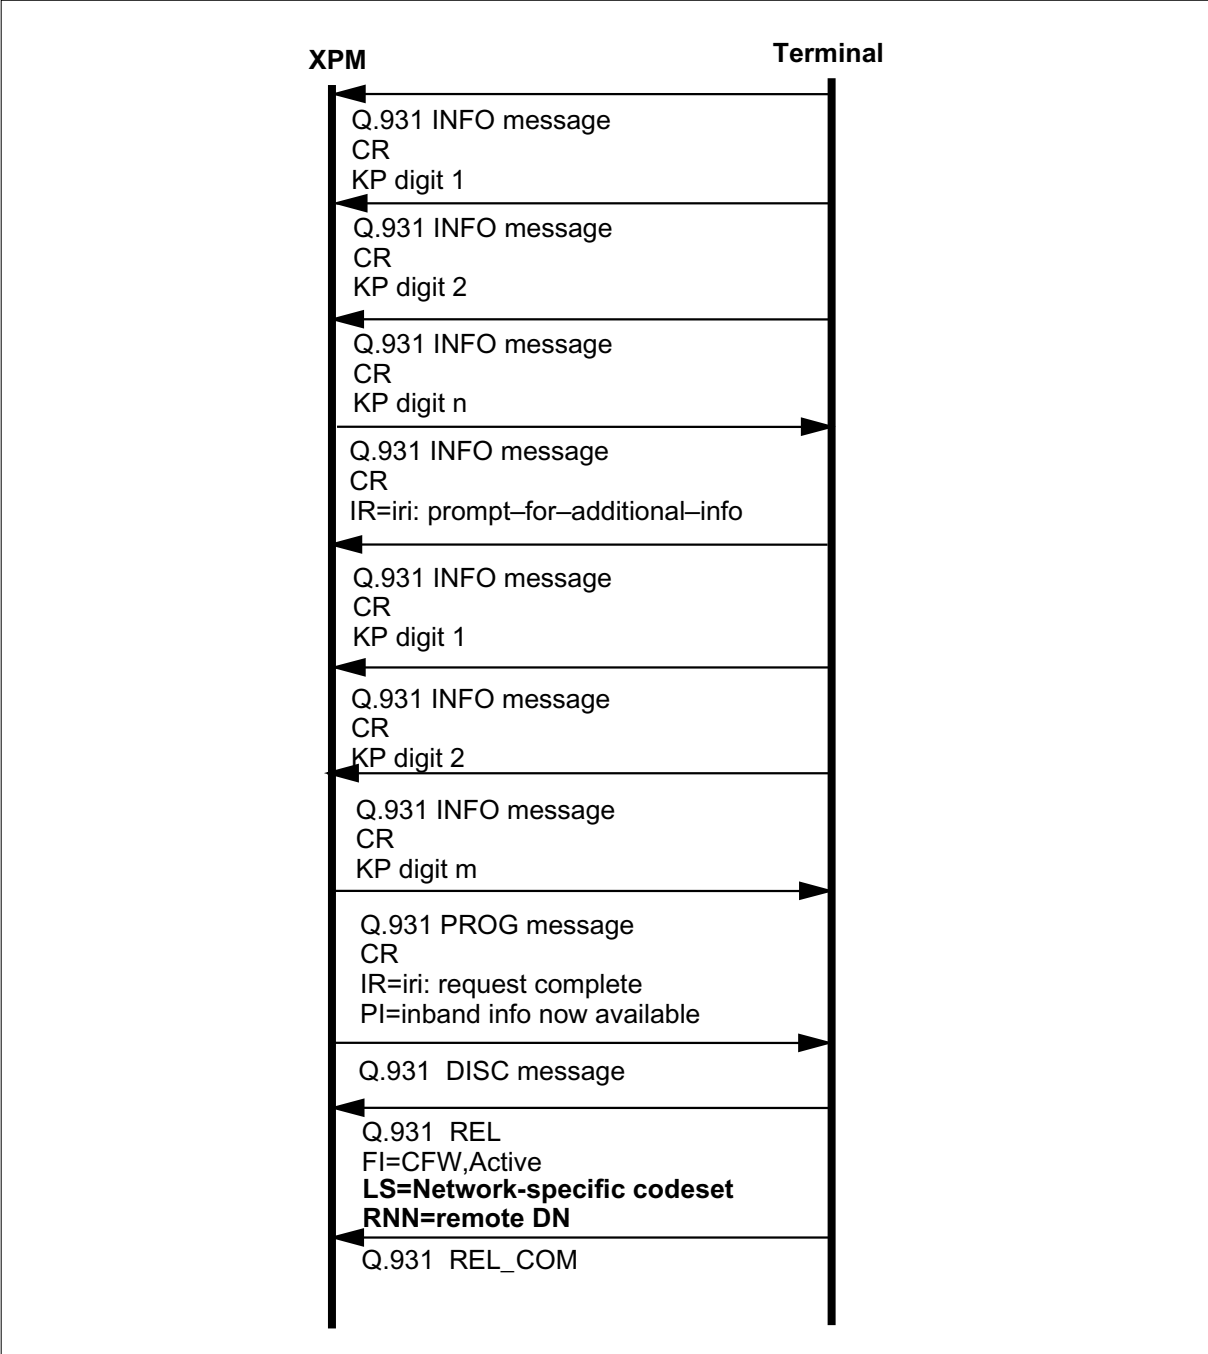 XPM
Terminal
Q.931 INFO message
CR
KP digit 1
Q.931 INFO message
CR
KP digit 2
Q.931 INFO message
CR
KP digit n
Q.931 INFO message
CR
IR=iri: prompt–for–additional–info
Q.931 INFO message
CR
KP digit 1
Q.931 INFO message
CR
KP digit 2
Q.931 INFO message
CR
KP digit m
Q.931 PROG message
CR
IR=iri: request complete
PI=inband info now available
Q.931 DISC message
Q.931 REL
FI=CFW,Active
LS=Network-specific codeset
RNN=remote DN
Q.931 REL_COM